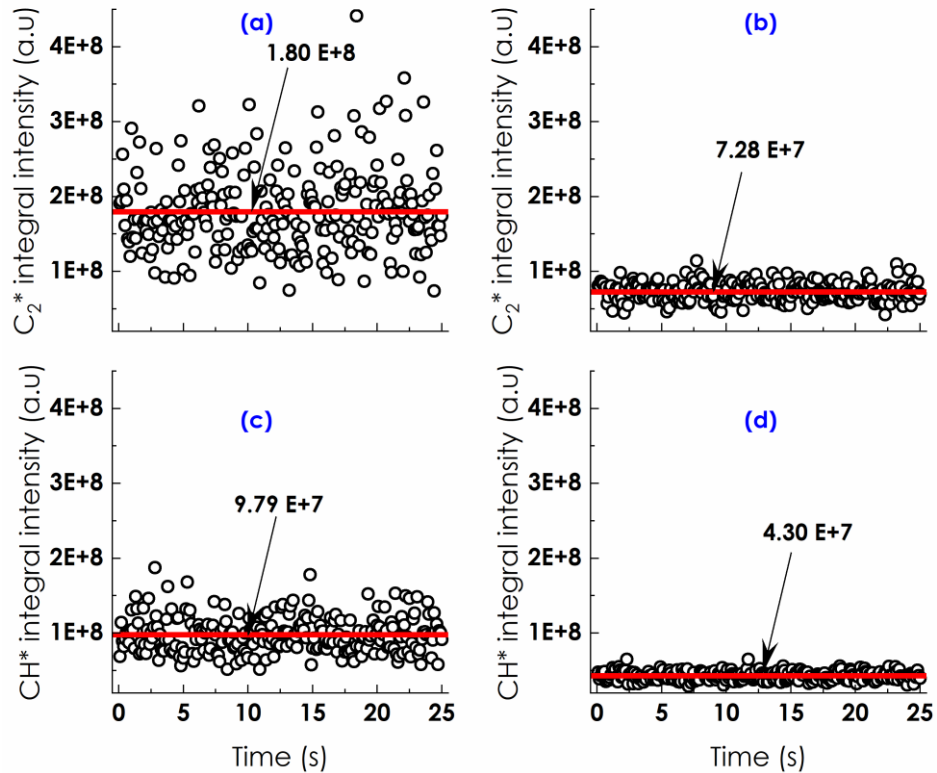 (a)
4E+8
3E+8
2E+8
1E+8
C₂* integral intensity (a.u)
1.80 E+8
(b)
4E+8
3E+8
2E+8
1E+8
C₂* integral intensity (a.u)
7.28 E+7
(c)
4E+8
3E+8
2E+8
1E+8
CH* integral intensity (a.u)
9.79 E+7
0 5 10 15 20 25
Time (s)
(d)
4E+8
3E+8
2E+8
1E+8
CH* integral intensity (a.u)
4.30 E+7
0 5 10 15 20 25
Time (s)